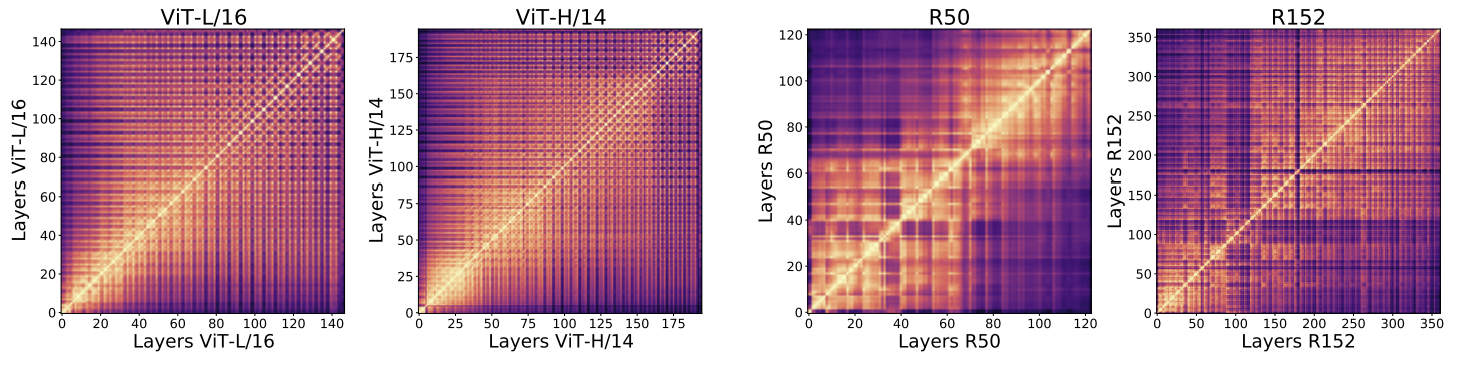 ViT-L/16
ViT-H/14
R50
R152
Layers ViT-L/16
140
120
100
80
60
40
20
0
0 20 40 60 80 100 120 140
Layers ViT-L/16
Layers ViT-H/14
175
150
125
100
75
50
25
0
0 25 50 75 100 125 150 175
Layers ViT-H/14
Layers R50
120
100
80
60
40
20
0
0 20 40 60 80 100 120
Layers R50
Layers R152
350
300
250
200
150
100
50
0
0 50 100 150 200 250 300 350
Layers R152